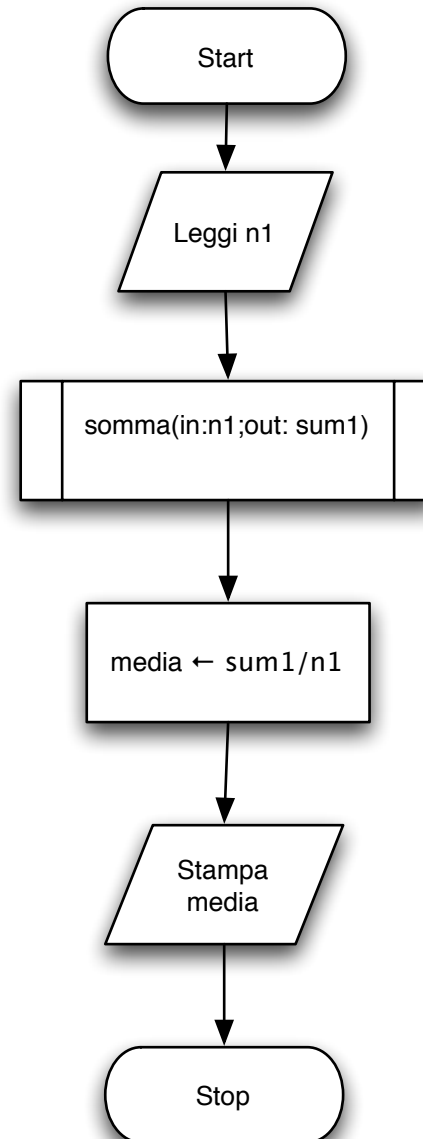 Start
Leggi n1
somma(in:n1;out: sum1)
media ← sum1/n1
Stampa
media
Stop